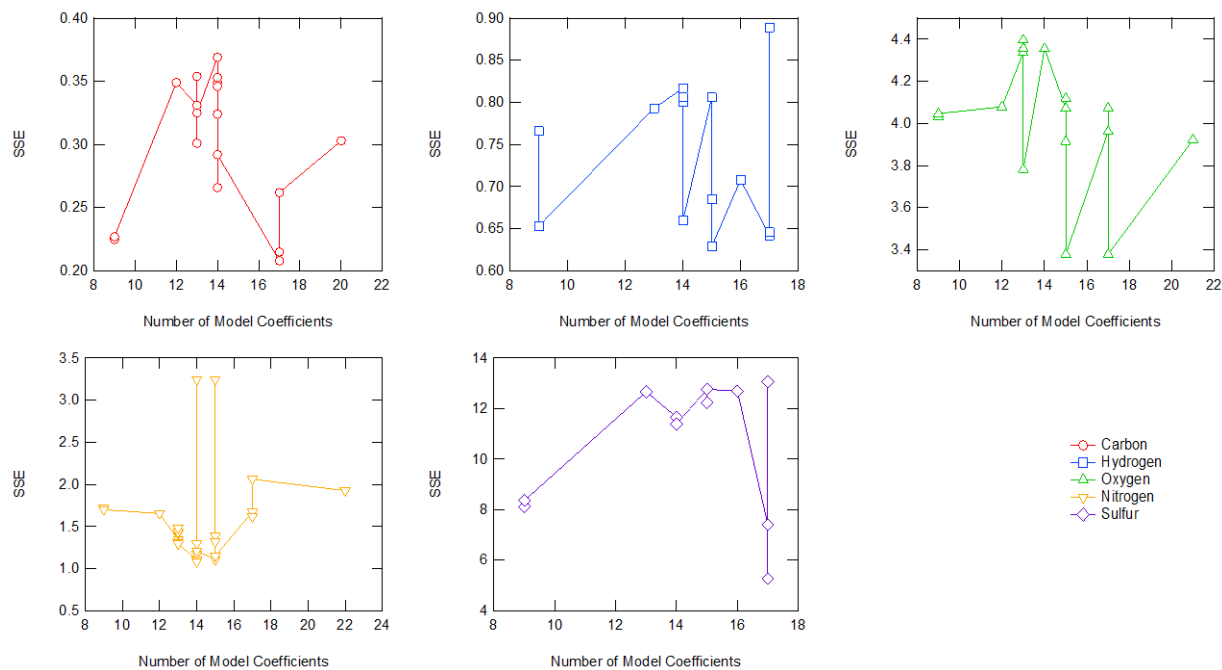 0.40
0.35
0.30
0.25
0.20
SSE
8 10 12 14 16 18 20 22
Number of Model Coefficients
0.90
0.85
0.80
0.75
0.70
0.65
0.60
SSE
8 10 12 14 16 18
Number of Model Coefficients
4.4
4.2
4.0
3.8
3.6
3.4
SSE
8 10 12 14 16 18 20 22
Number of Model Coefficients
3.5
3.0
2.5
2.0
1.5
1.0
0.5
SSE
8 10 12 14 16 18 20 22 24
Number of Model Coefficients
14
12
10
8
6
4
SSE
8 10 12 14 16 18
Number of Model Coefficients
Carbon
Hydrogen
Oxygen
Nitrogen
Sulfur